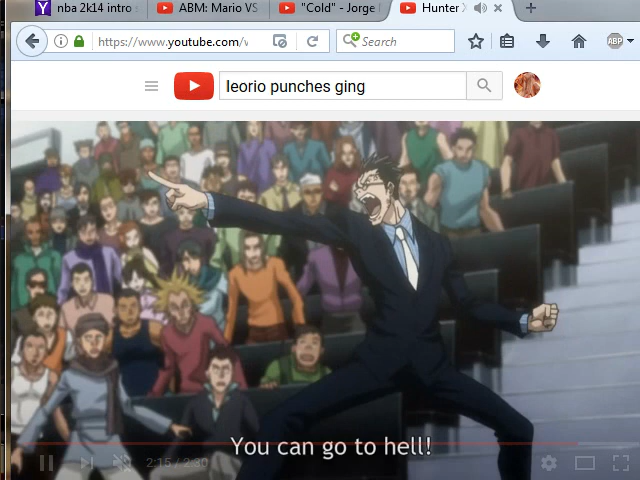 nba 2k14 intro
ABM: Mario VS
"Cold" - Jorge
Hunter
https://www.youtube.com/
Search
ABP
leorio punches ging
You can go to hell!
2:15 / 2:30